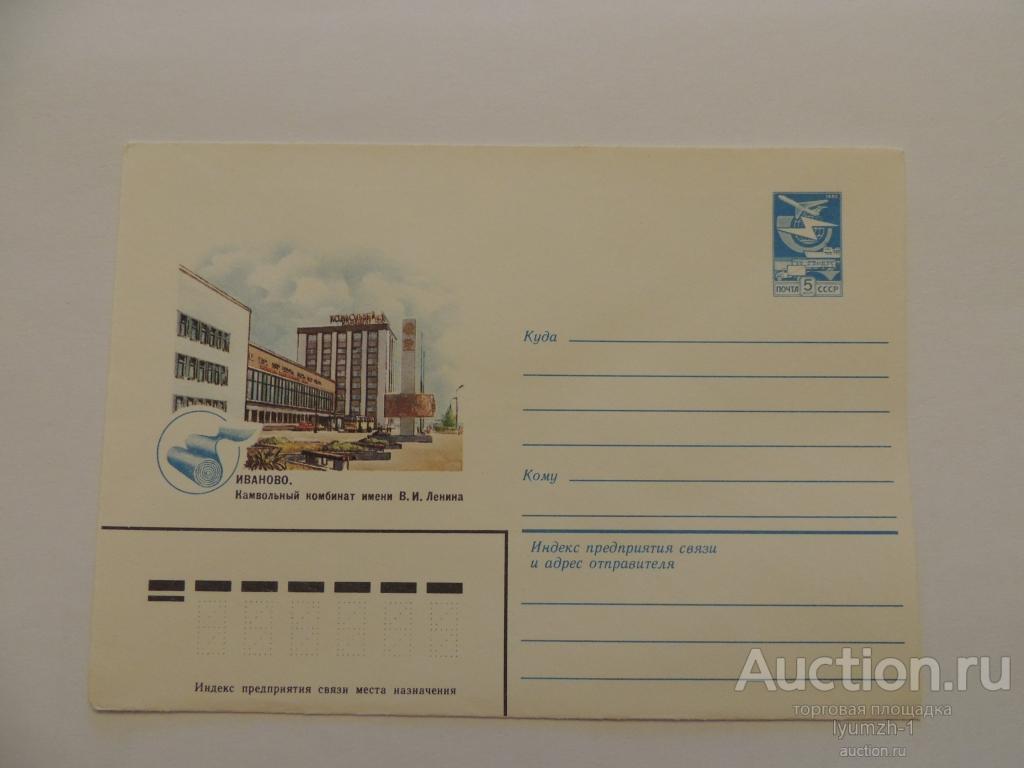 ПОЧТА 5 СССР
Куда
ИВАНОВО.
Камвольный комбинат имени В. И. Ленина
Кому
Индекс предприятия связи
и адрес отправителя
Индекс предприятия связи места назначения
Auction.ru
торговая площадка
lyumzh-1
auction.ru